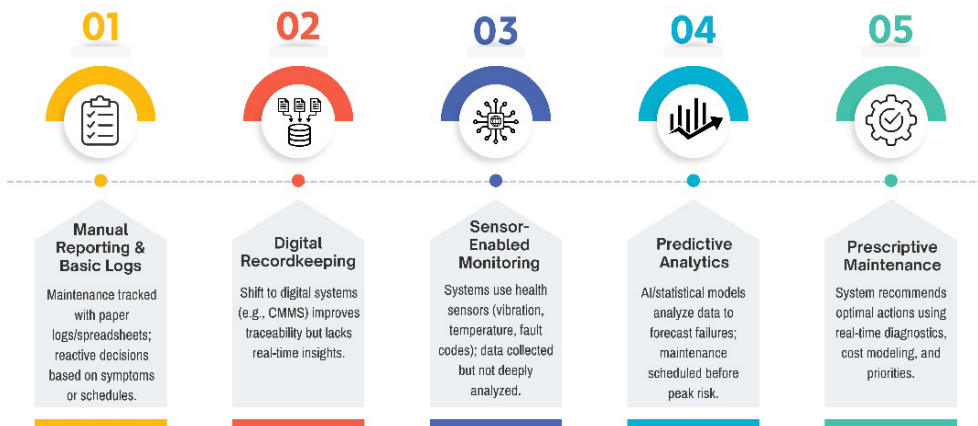 01
02
03
04
05
Manual
Reporting &
Basic Logs
Maintenance tracked
with paper
logs/spreadsheets;
reactive decisions
based on symptoms
or schedules.
Digital
Recordkeeping
Shift to digital systems
(e.g., CMMS) improves
traceability but lacks
real-time insights.
Sensor-
Enabled
Monitoring
Systems use health
sensors (vibration,
temperature, fault
codes); data collected
but not deeply
analyzed.
Predictive
Analytics
AI/statistical models
analyze data to
forecast failures;
maintenance
scheduled before
peak risk.
Prescriptive
Maintenance
System recommends
optimal actions using
real-time diagnostics,
cost modeling, and
priorities.